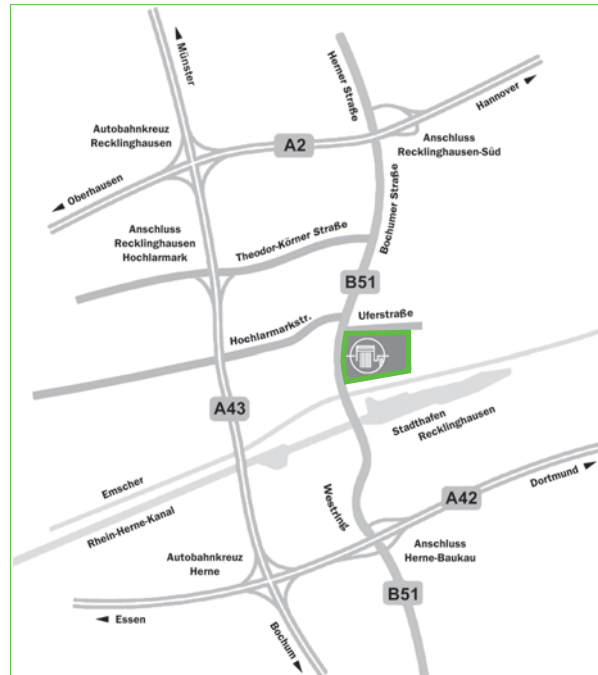 Münster
Herner Straße
Hannover
Autobahnkreuz
Recklinghausen
A2
Anschluss
Recklinghausen-Süd
Oberhausen
Bochumer Straße
Anschluss
Recklinghausen
Hochlarmark
Theodor-Körner Straße
B51
Uferstraße
Hochlarmarkstr.
A43
Stadthafen
Recklinghausen
Emscher
Rhein-Herne-Kanal
Westring
A42
Dortmund
Autobahnkreuz
Herne
Anschluss
Herne-Baukau
B51
Essen
Bochum